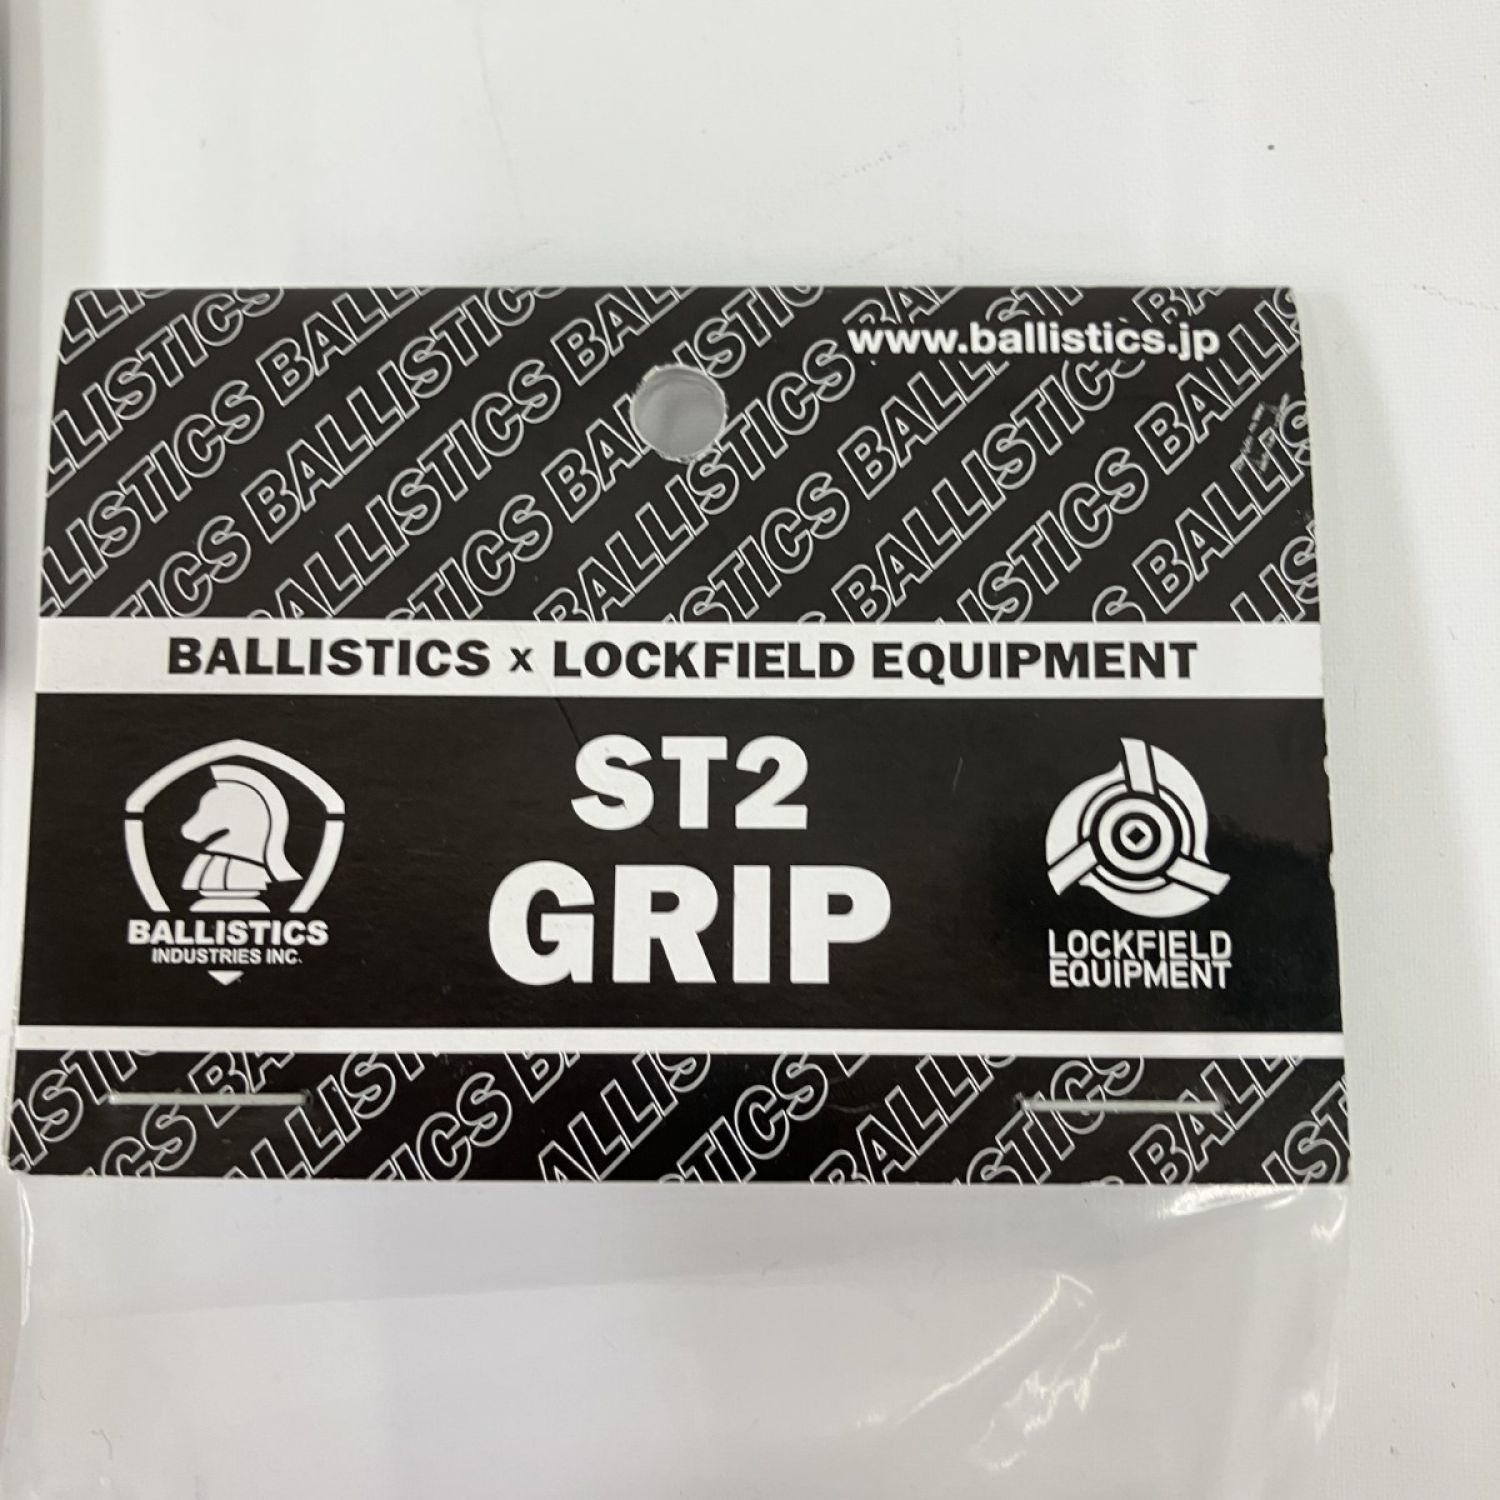 www.ballistics.jp
BALLISTICS x LOCKFIELD EQUIPMENT
ST2
GRIP
BALLISTICS
INDUSTRIES INC.
LOCKFIELD
EQUIPMENT